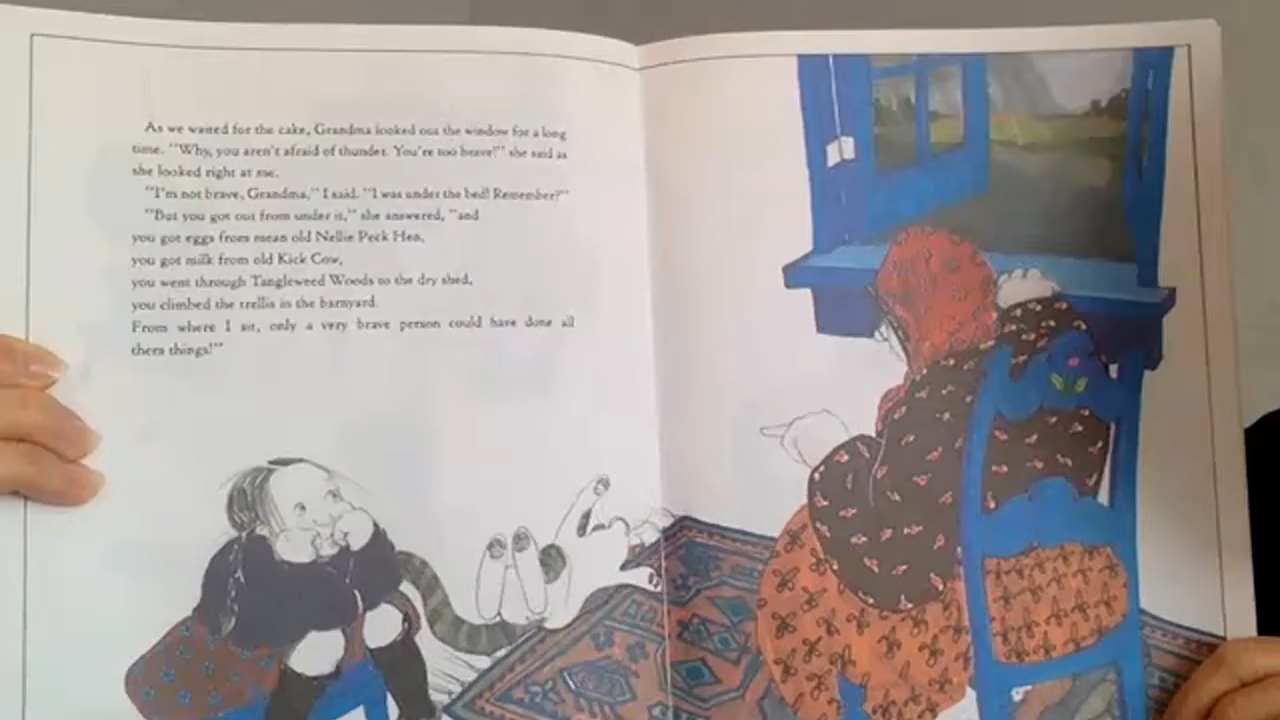 As we waited for the cake, Grandma looked out the window for a long
time. "Why, you aren't afraid of thunder. You're too brave!" she said as
she looked right at me.
"I'm not brave, Grandma," I said. "I was under the bed! Remember?"
"But you got out from under it," she answered, "and
you got eggs from mean old Nellie Peck Hen,
you got milk from old Kick Cow,
you went through Tangleweed Woods to the dry shed,
you climbed the trellis in the barnyard.
From where I sit, only a very brave person could have done all
them things!"